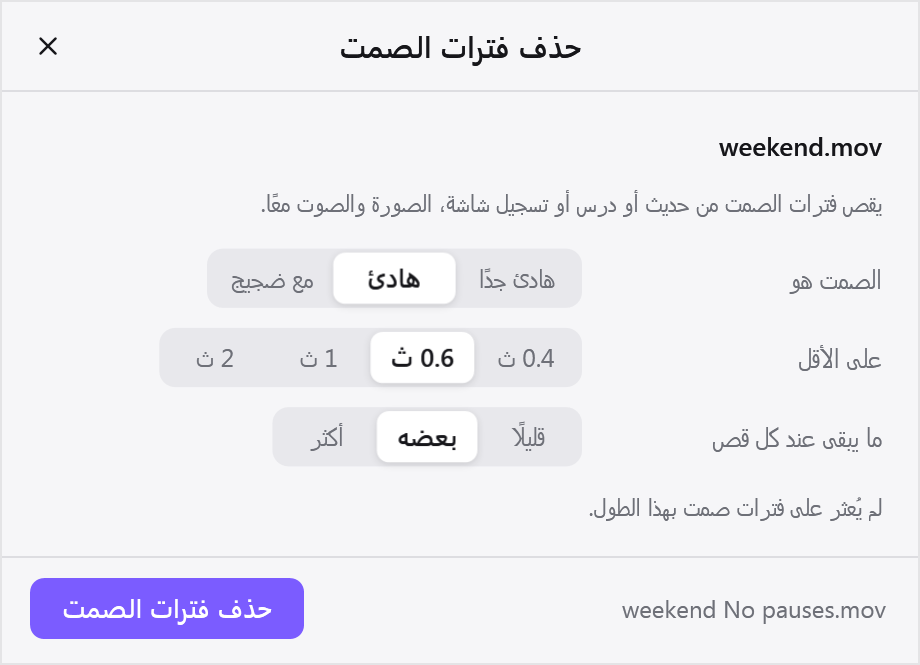 حذف فترات الصمت
weekend.mov
يقص فترات الصمت من حديث أو درس أو تسجيل شاشة، الصورة والصوت معًا.
الصمت هو
هادئ جدًا
هادئ
مع ضجيج
على الأقل
0.4 ث
0.6 ث
1 ث
2 ث
ما يبقى عند كل قص
قليلًا
بعضه
أكثر
لم يُعثر على فترات صمت بهذا الطول.
weekend No pauses.mov
حذف فترات الصمت